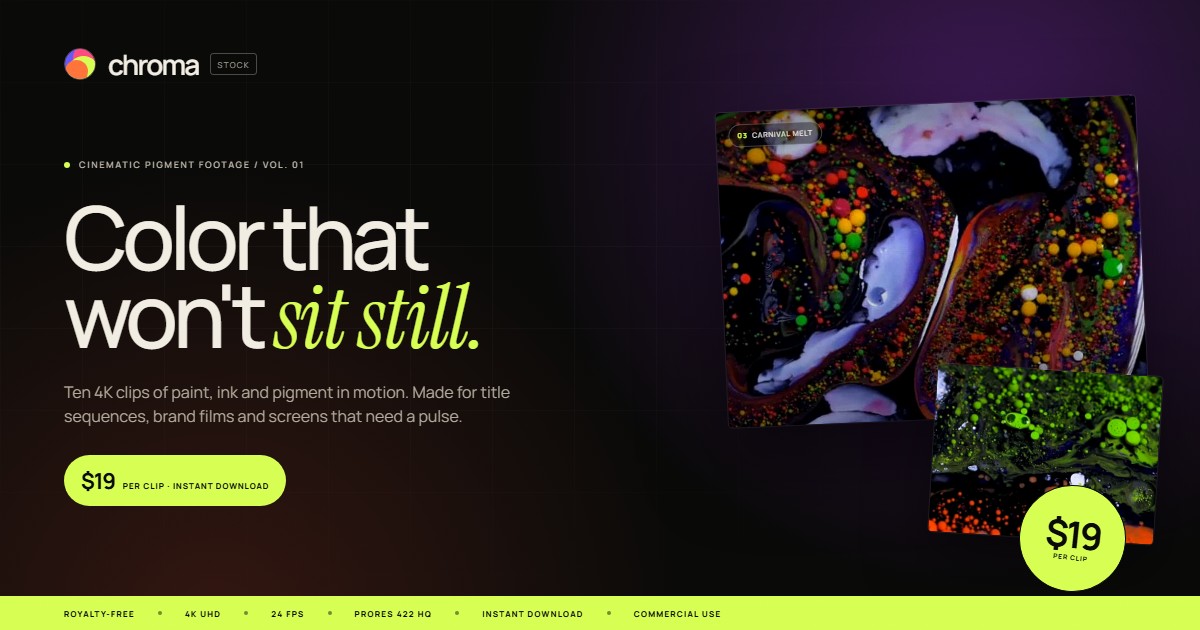 chroma STOCK
CINEMATIC PIGMENT FOOTAGE / VOL. 01
Color that
won't sit still.
Ten 4K clips of paint, ink and pigment in motion. Made for title
sequences, brand films and screens that need a pulse.
$19 PER CLIP · INSTANT DOWNLOAD
03 CARNIVAL MELT
$19
PER CLIP
ROYALTY-FREE • 4K UHD • 24 FPS • PRORES 422 HQ • INSTANT DOWNLOAD • COMMERCIAL USE